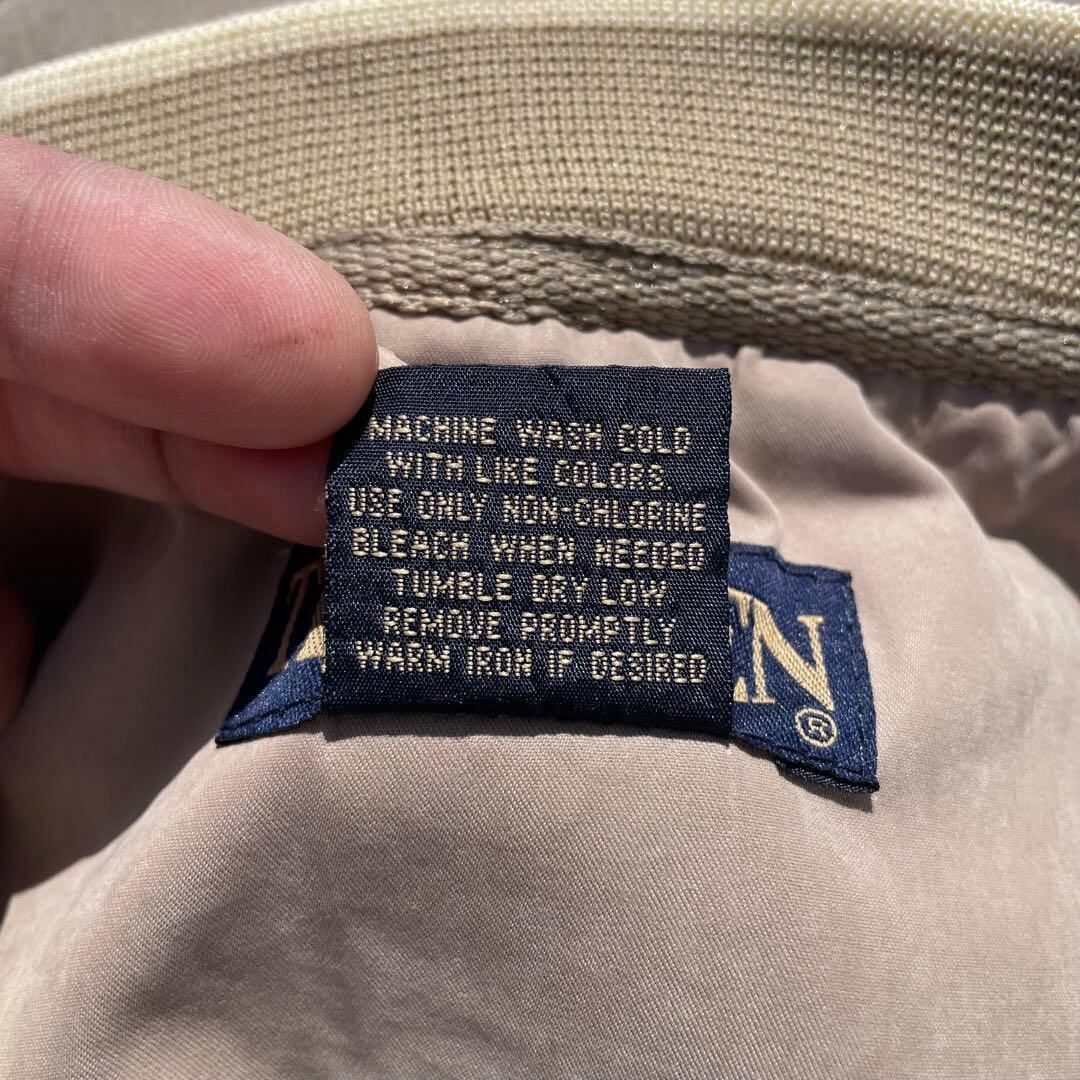 MACHINE WASH COLD
WITH LIKE COLORS
USE ONLY NON-CHLORINE
BLEACH WHEN NEEDED
TUMBLE DRY LOW
REMOVE PROMPTLY
WARM IRON IF DESIRED
EN®